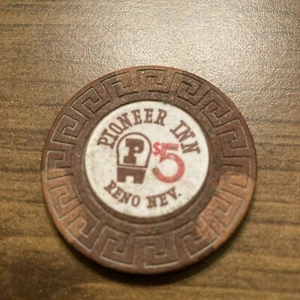 PIONEER INN
P
$5
RENO NEV.